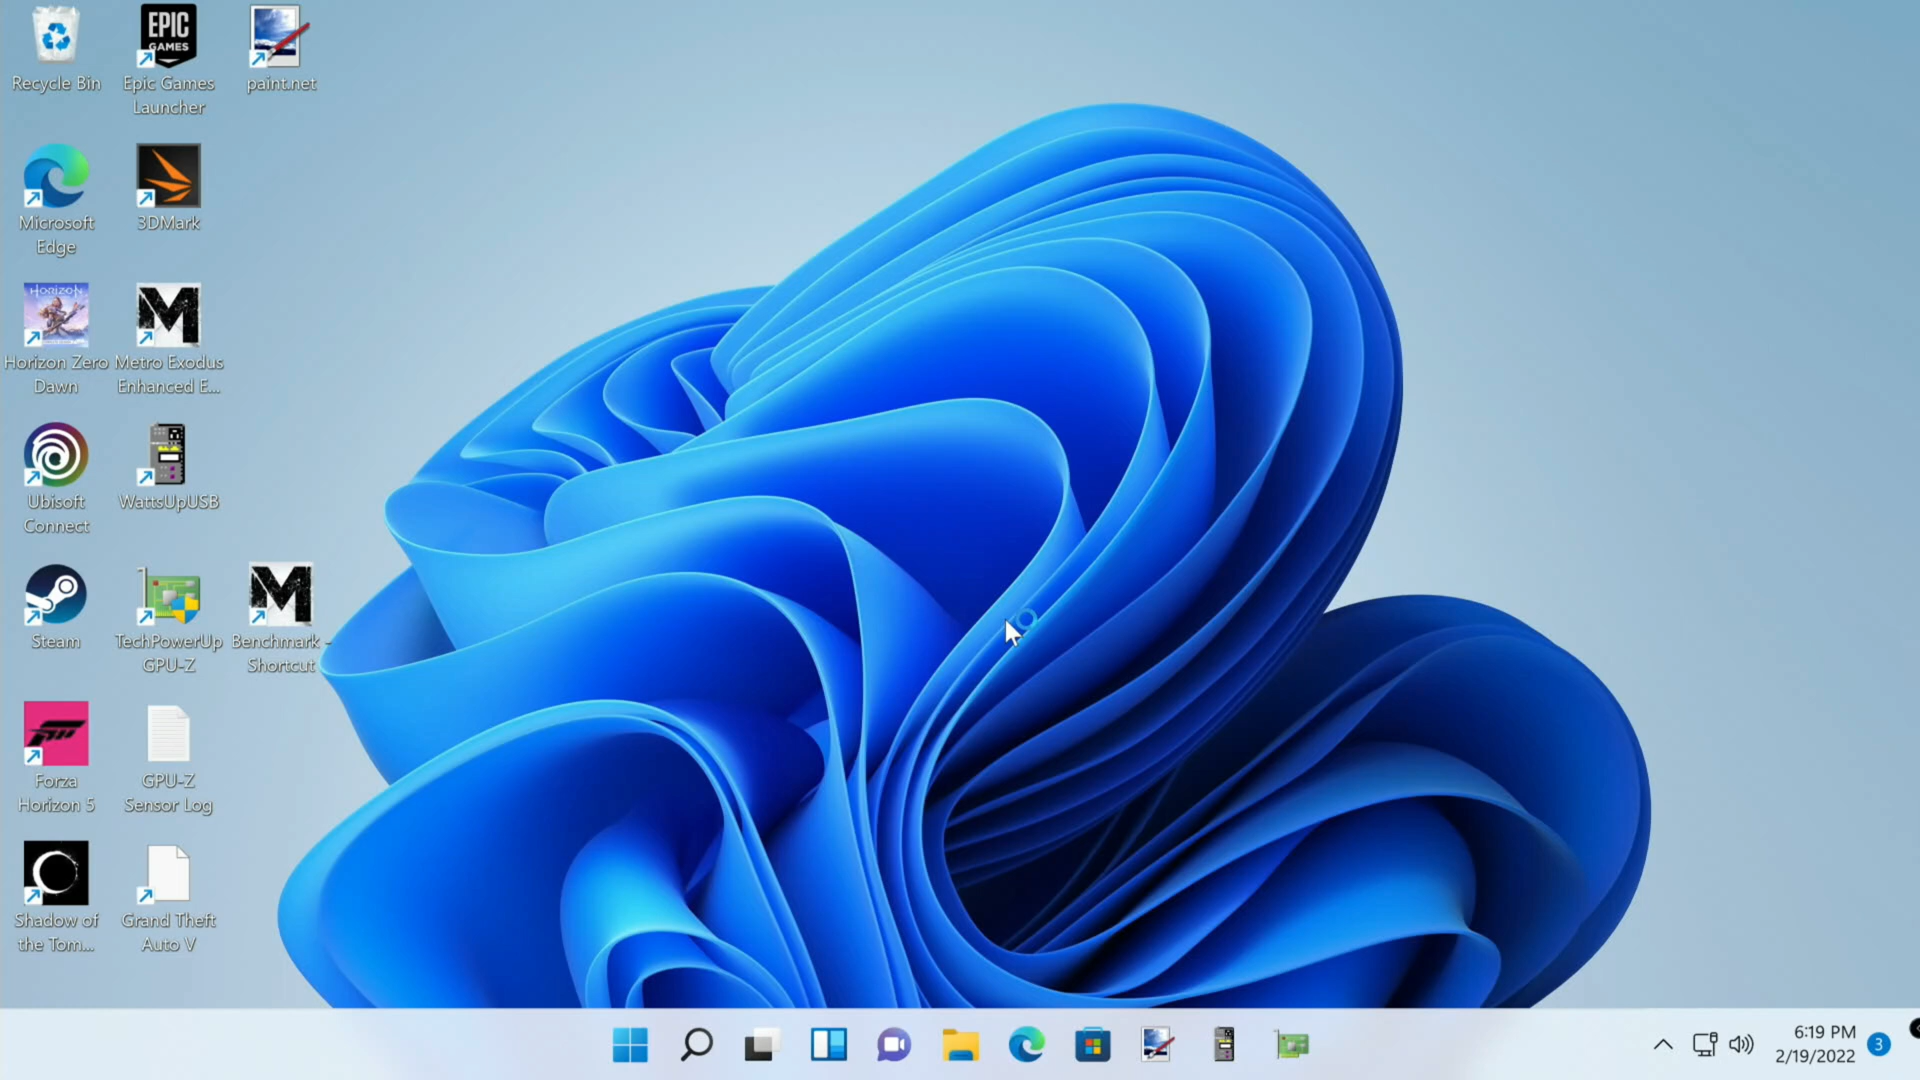 EPIC
GAMES
Recycle Bin
Epic Games
Launcher
paint.net
Microsoft
Edge
3DMark
HORIZON
Horizon Zero
Dawn
M
Metro Exodus
Enhanced E...
Ubisoft
Connect
WattsUpUSB
Steam
TechPowerUp
GPU-Z
M
Benchmark -
Shortcut
Forza
Horizon 5
GPU-Z
Sensor Log
Shadow of
the Tom...
Grand Theft
Auto V
6:19 PM
2/19/2022
3